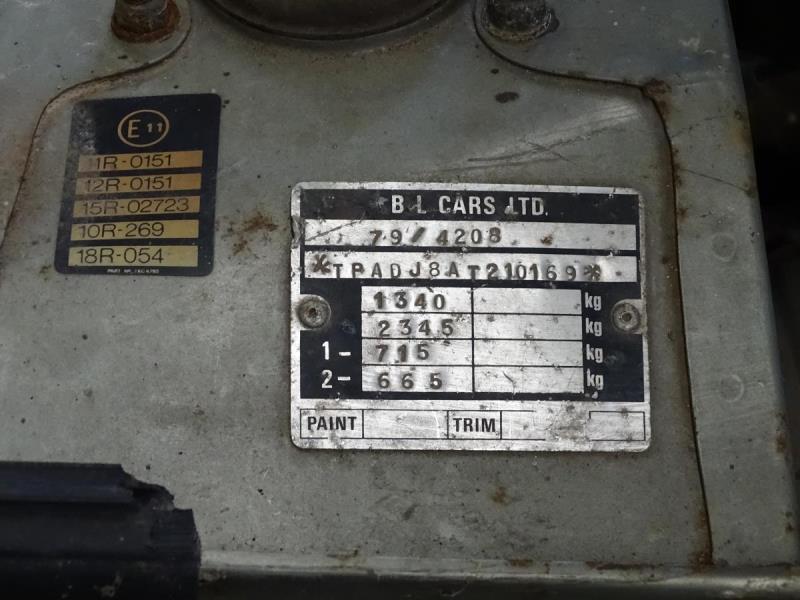 E 11
11R-0151
12R-0151
15R-02723
10R-269
18R-054
B L CARS LTD.
79/4208
*TPADJ8AT210169*
1340 kg
2345 kg
1- 715 kg
2- 665 kg
PAINT TRIM